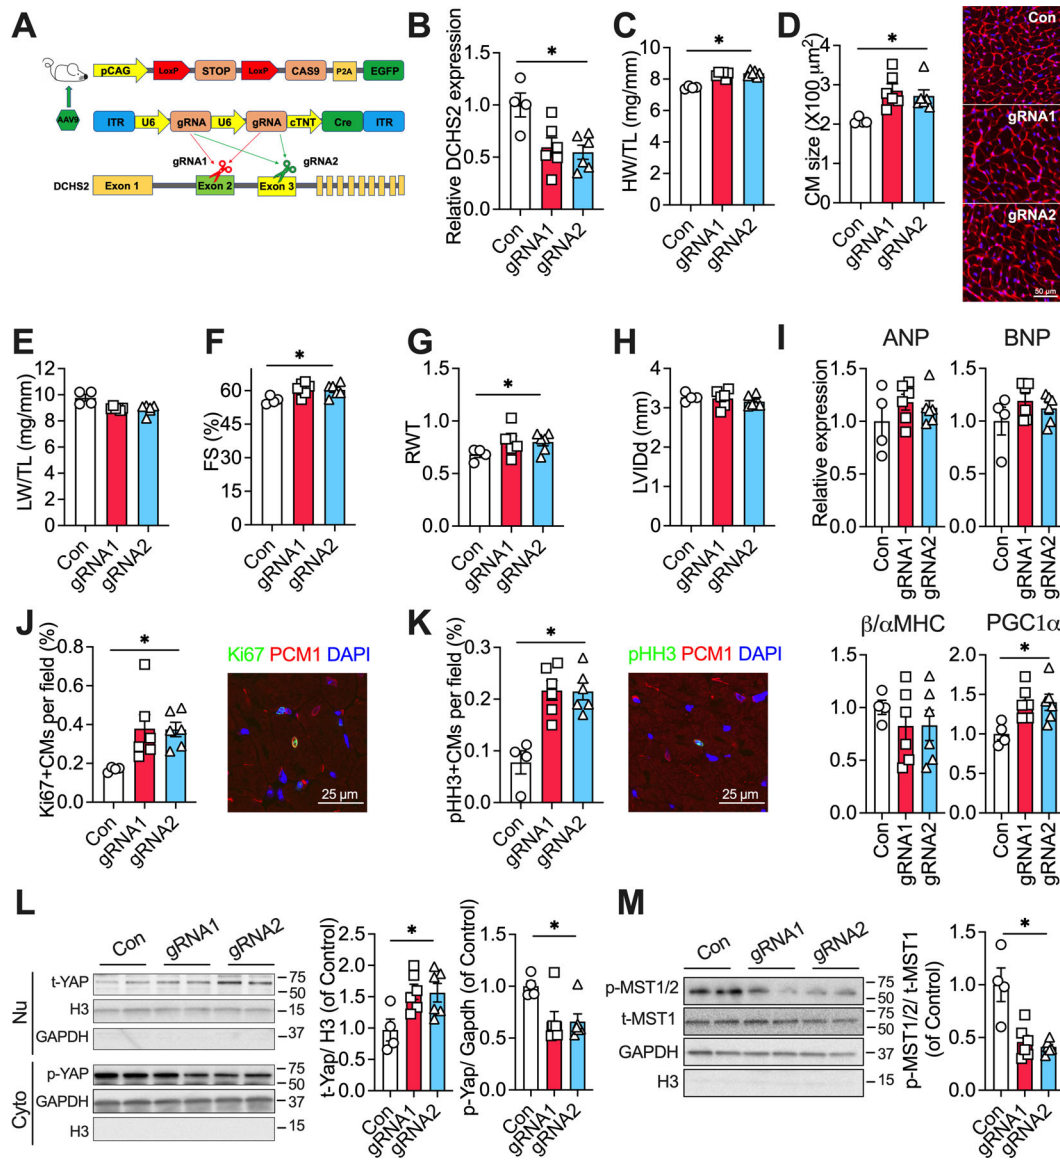 A
pCAG
LoxP
STOP
LoxP
CAS9
P2A
EGFP
AAV9
ITR
U6
gRNA
U6
gRNA
cTNT
Cre
ITR
gRNA1
gRNA2
DCHS2
Exon 1
Exon 2
Exon 3
B
Relative DCHS2 expression
1.5
1.0
0.5
0.0
*
Con
gRNA1
gRNA2
C
HW/TL (mg/mm)
10
8
6
4
2
0
*
Con
gRNA1
gRNA2
D
CM size (X100 µm²)
4
3
2
1
0
*
Con
gRNA1
gRNA2
Con
gRNA1
gRNA2
50 µm
E
LW/TL (mg/mm)
12
10
8
6
4
2
0
Con
gRNA1
gRNA2
F
FS (%)
60
45
30
15
0
*
Con
gRNA1
gRNA2
G
RWT
1.5
1.0
0.5
0.0
*
Con
gRNA1
gRNA2
H
LVIDd (mm)
4
3
2
1
0
Con
gRNA1
gRNA2
I
ANP
Relative expression
1.5
1.0
0.5
0.0
Con
gRNA1
gRNA2
BNP
1.5
1.0
0.5
0.0
Con
gRNA1
gRNA2
J
Ki67+CMs per field (%)
0.8
0.6
0.4
0.2
0.0
*
Con
gRNA1
gRNA2
Ki67 PCM1 DAPI
25 µm
K
pHH3+CMs per field (%)
0.3
0.2
0.1
0.0
*
Con
gRNA1
gRNA2
pHH3 PCM1 DAPI
25 µm
β/αMHC
1.5
1.0
0.5
0.0
Con
gRNA1
gRNA2
PGC1α
2.0
1.5
1.0
0.5
0.0
*
Con
gRNA1
gRNA2
L
Con
gRNA1
gRNA2
Nu
t-YAP
75
50
H3
15
GAPDH
37
Cyto
p-YAP
75
50
GAPDH
37
H3
15
t-Yap/ H3 (of Control)
2.5
2.0
1.5
1.0
0.5
0.0
*
Con
gRNA1
gRNA2
p-Yap/ Gapdh (of Control)
1.5
1.0
0.5
0.0
*
Con
gRNA1
gRNA2
M
Con
gRNA1
gRNA2
p-MST1/2
75
50
t-MST1
75
50
GAPDH
37
H3
15
p-MST1/2/ t-MST1
(of Control)
1.5
1.0
0.5
0.0
*
Con
gRNA1
gRNA2